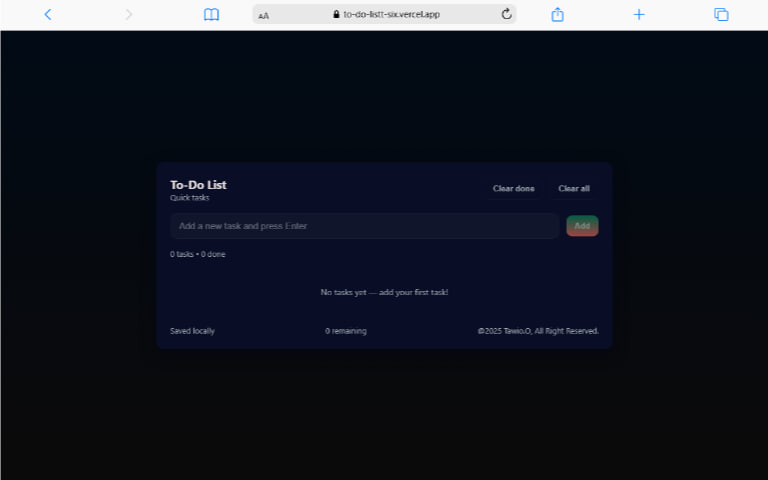 AA to-do-listt-six.vercel.app
To-Do List
Quick tasks
Clear done Clear all
Add a new task and press Enter Add
0 tasks • 0 done
No tasks yet — add your first task!
Saved locally 0 remaining ©2025 Tawio.O, All Right Reserved.